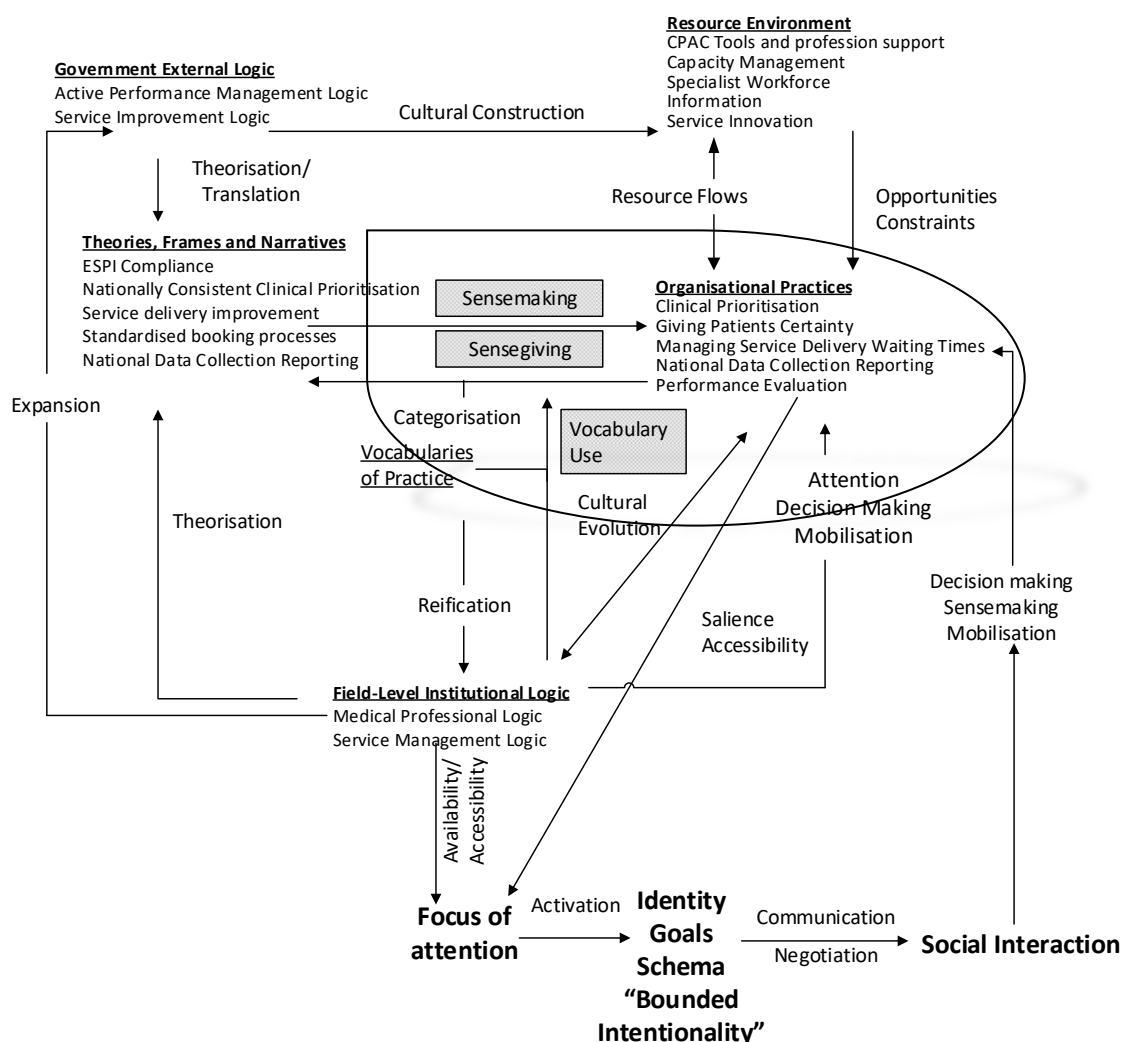 Resource Environment
CPAC Tools and profession support
Capacity Management
Specialist Workforce
Information
Service Innovation
Government External Logic
Active Performance Management Logic
Service Improvement Logic
Cultural Construction
Theorisation/
Translation
Resource Flows
Opportunities
Constraints
Theories, Frames and Narratives
ESPI Compliance
Nationally Consistent Clinical Prioritisation
Service delivery improvement
Standardised booking processes
National Data Collection Reporting
Sensemaking
Sensegiving
Organisational Practices
Clinical Prioritisation
Giving Patients Certainty
Managing Service Delivery Waiting Times
National Data Collection Reporting
Performance Evaluation
Expansion
Categorisation
Vocabularies
of Practice
Vocabulary
Use
Attention
Decision Making
Mobilisation
Cultural
Evolution
Theorisation
Decision making
Sensemaking
Mobilisation
Reification
Salience
Accessibility
Field-Level Institutional Logic
Medical Professional Logic
Service Management Logic
Availability/
Accessibility
Focus of
attention
Activation
Identity
Goals
Schema
“Bounded
Intentionality”
Communication
Negotiation
Social Interaction